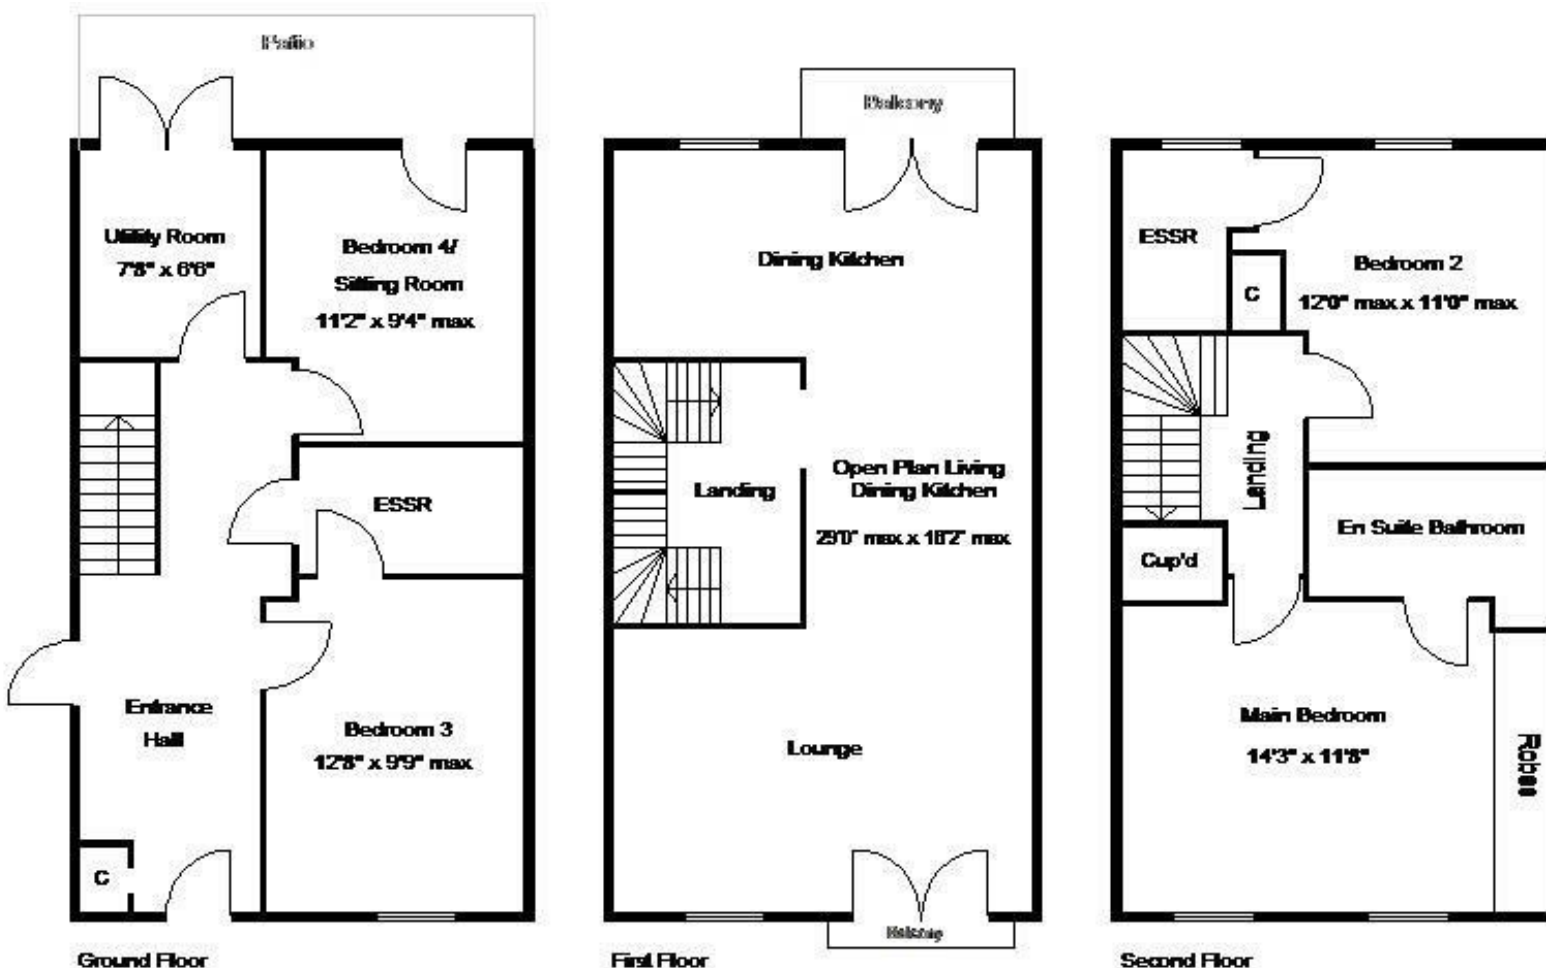 Patio
Utility Room
7'8" x 6'6"
Bedroom 4/
Sitting Room
11'2" x 9'4" max
ESSR
Entrance
Hall
Bedroom 3
12'8" x 9'9" max
C
Ground Floor
Balcony
Dining Kitchen
Landing
Open Plan Living
Dining Kitchen
29'0" max x 16'2" max
Lounge
Balcony
First Floor
ESSR
C
Bedroom 2
12'0" max x 11'0" max
Landing
En Suite Bathroom
Cup'd
Main Bedroom
14'3" x 11'8"
Robes
Second Floor